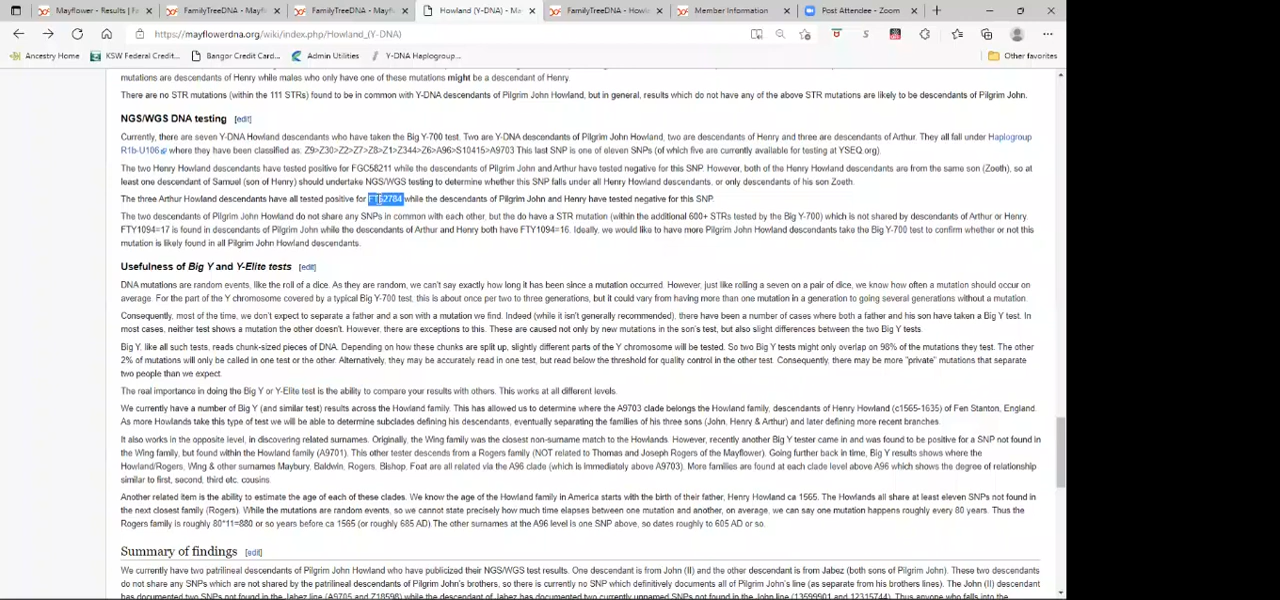 Mayflower - Results | Fa
FamilyTreeDNA - Mayf
FamilyTreeDNA - Mayf
Howland (Y-DNA) - Ma
FamilyTreeDNA - Howl
Member Information
Post Attendee - Zoom
https://mayflowerdna.org/wiki/index.php/Howland_(Y-DNA)
Ancestry Home
KSW Federal Credit...
Bangor Credit Card...
Admin Utilities
Y-DNA Haplogroup...
Other favorites
mutations are descendants of Henry while males who only have one of these mutations might be a descendant of Henry.
There are no STR mutations (within the 111 STRs) found to be in common with Y-DNA descendants of Pilgrim John Howland, but in general, results which do not have any of the above STR mutations are likely to be descendants of Pilgrim John.
NGS/WGS DNA testing [edit]
Currently, there are seven Y-DNA Howland descendants who have taken the Big Y-700 test. Two are Y-DNA descendants of Pilgrim John Howland, two are descendants of Henry and three are descendants of Arthur. They all fall under Haplogroup
R1b-U106 where they have been classified as: Z9>Z30>Z2>Z7>Z8>Z1>Z344>Z6>A96>S10415>A9703 This last SNP is one of eleven SNPs (of which five are currently available for testing at YSEQ.org).
The two Henry Howland descendants have tested positive for FGC58211 while the descendants of Pilgrim John and Arthur have tested negative for this SNP. However, both of the Henry Howland descendants are from the same son (Zoeth), so at
least one descendant of Samuel (son of Henry) should undertake NGS/WGS testing to determine whether this SNP falls under all Henry Howland descendants, or only descendants of his son Zoeth.
The three Arthur Howland descendants have all tested positive for FT62784 while the descendants of Pilgrim John and Henry have tested negative for this SNP.
The two descendants of Pilgrim John Howland do not share any SNPs in common with each other, but the do have a STR mutation (within the additional 600+ STRs tested by the Big Y-700) which is not shared by descendants of Arthur or Henry.
FTY1094=17 is found in descendants of Pilgrim John while the descendants of Arthur and Henry both have FTY1094=16. Ideally, we would like to have more Pilgrim John Howland descendants take the Big Y-700 test to confirm whether or not this
mutation is likely found in all Pilgrim John Howland descendants.
Usefulness of Big Y and Y-Elite tests [edit]
DNA mutations are random events, like the roll of a dice. As they are random, we can't say exactly how long it has been since a mutation occurred. However, just like rolling a seven on a pair of dice, we know how often a mutation should occur on
average. For the part of the Y chromosome covered by a typical Big Y-700 test, this is about once per two to three generations, but it could vary from having more than one mutation in a generation to going several generations without a mutation.
Consequently, most of the time, we don't expect to separate a father and a son with a mutation we find. Indeed (while it isn't generally recommended), there have been a number of cases where both a father and his son have taken a Big Y test. In
most cases, neither test shows a mutation the other doesn't. However, there are exceptions to this. These are caused not only by new mutations in the son's test, but also slight differences between the two Big Y tests.
Big Y, like all such tests, reads chunk-sized pieces of DNA. Depending on how these chunks are split up, slightly different parts of the Y chromosome will be tested. So two Big Y tests might only overlap on 98% of the mutations they test. The other
2% of mutations will only be called in one test or the other. Alternatively, they may be accurately read in one test, but read below the threshold for quality control in the other test. Consequently, there may be more "private" mutations that separate
two people than we expect.
The real importance in doing the Big Y or Y-Elite test is the ability to compare your results with others. This works at all different levels.
We currently have a number of Big Y (and similar test) results across the Howland family. This has allowed us to determine where the A9703 clade belongs the Howland family, descendants of Henry Howland (c1565-1635) of Fen Stanton, England.
As more Howlands take this type of test we will be able to determine subclades defining his descendants, eventually separating the families of his three sons (John, Henry & Arthur) and later defining more recent branches.
It also works in the opposite level, in discovering related surnames. Originally, the Wing family was the closest non-surname match to the Howlands. However, recently another Big Y tester came in and was found to be positive for a SNP not found in
the Wing family, but found within the Howland family (A9701). This other tester descends from a Rogers family (NOT related to Thomas and Joseph Rogers of the Mayflower). Going further back in time, Big Y results shows where the
Howland/Rogers, Wing & other surnames Maybury, Baldwin, Rogers, Bishop, Foat are all related via the A96 clade (which is immediately above A9703). More families are found at each clade level above A96 which shows the degree of relationship
similar to first, second, third etc. cousins.
Another related item is the ability to estimate the age of each of these clades. We know the age of the Howland family in America starts with the birth of their father, Henry Howland ca 1565. The Howlands all share at least eleven SNPs not found in
the next closest family (Rogers). While the mutations are random events, so we cannot state precisely how much time elapses between one mutation and another, on average, we can say one mutation happens roughly every 80 years. Thus the
Rogers family is roughly 80*11=880 or so years before ca 1565 (or roughly 685 AD).The other surnames at the A96 level is one SNP above, so dates roughly to 605 AD or so.
Summary of findings [edit]
We currently have two patrilineal descendants of Pilgrim John Howland who have publicized their NGS/WGS test results. One descendant is from John (II) and the other descendant is from Jabez (both sons of Pilgrim John). These two descendants
do not share any SNPs which are not shared by the patrilineal descendants of Pilgrim John's brothers, so there is currently no SNP which definitively documents all of Pilgrim John's line (as separate from his brothers lines). The John (II) descendant
has documented two SNPs not found in the Jabez line (A9705 and Z18598) while the descendant of Jabez has documented two currently unnamed SNPs not found in the John line (13599901 and 12315744). Thus anyone who falls into the